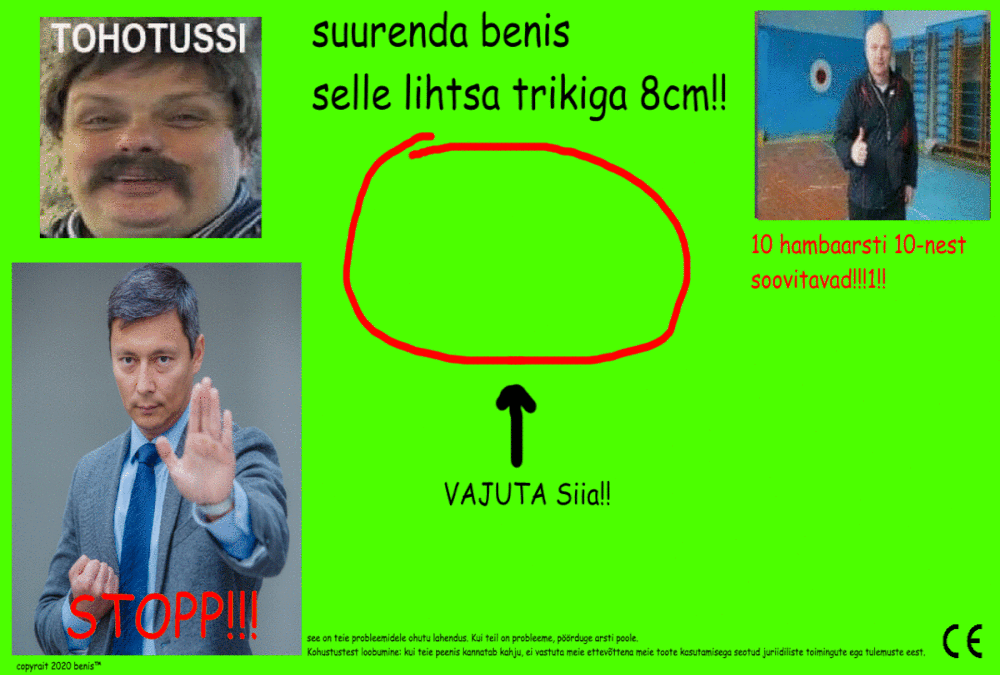 TOHOTUSSI
suurenda benis
selle lihtsa trikiga 8cm!!
10 hambaarsti 10-nest
soovitavad!!!1!!
VAJUTA Siia!!
STOPP!!!
see on teie probleemidele ohutu lahendus. Kui teil on probleeme, pöörduge arsti poole.
Kohustustest loobumine: kui teie peenis kannatab kahju, ei vastuta meie ettevõttena meie toote kasutamisega seotud juriidiliste toimingute ega tulemuste eest.
CE
copyrait 2020 benis™